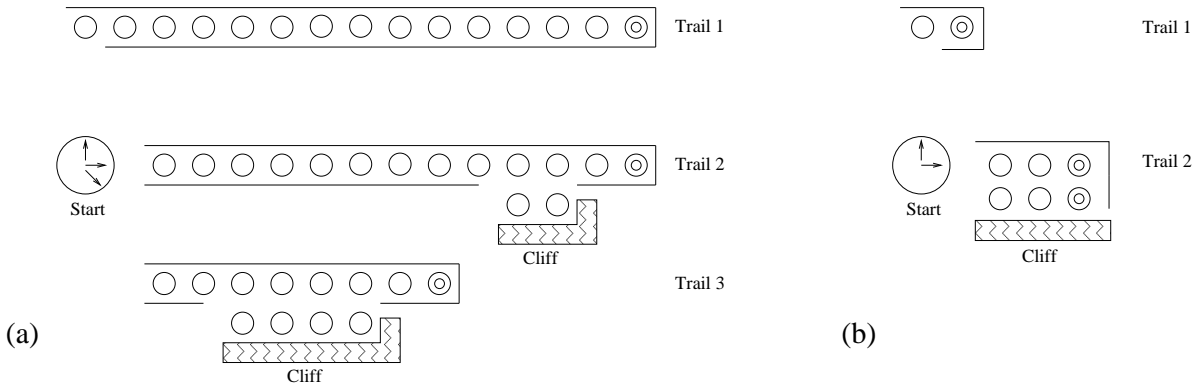 Trail 1
Trail 1
Start
Trail 2
Start
Trail 2
Cliff
Cliff
Trail 3
(a)
Cliff
(b)